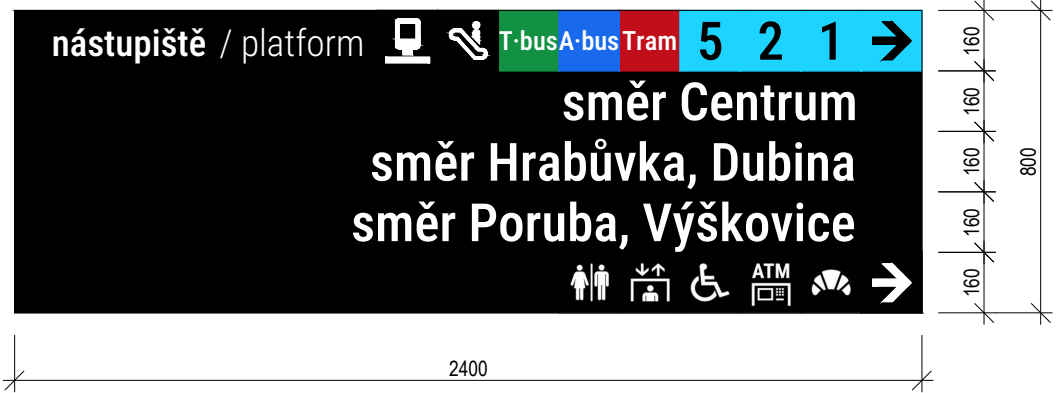 nástupiště / platform T·bus A·bus Tram 5 2 1
směr Centrum
směr Hrabůvka, Dubina
směr Poruba, Výškovice
ATM
160
160
160
160
160
800
2400